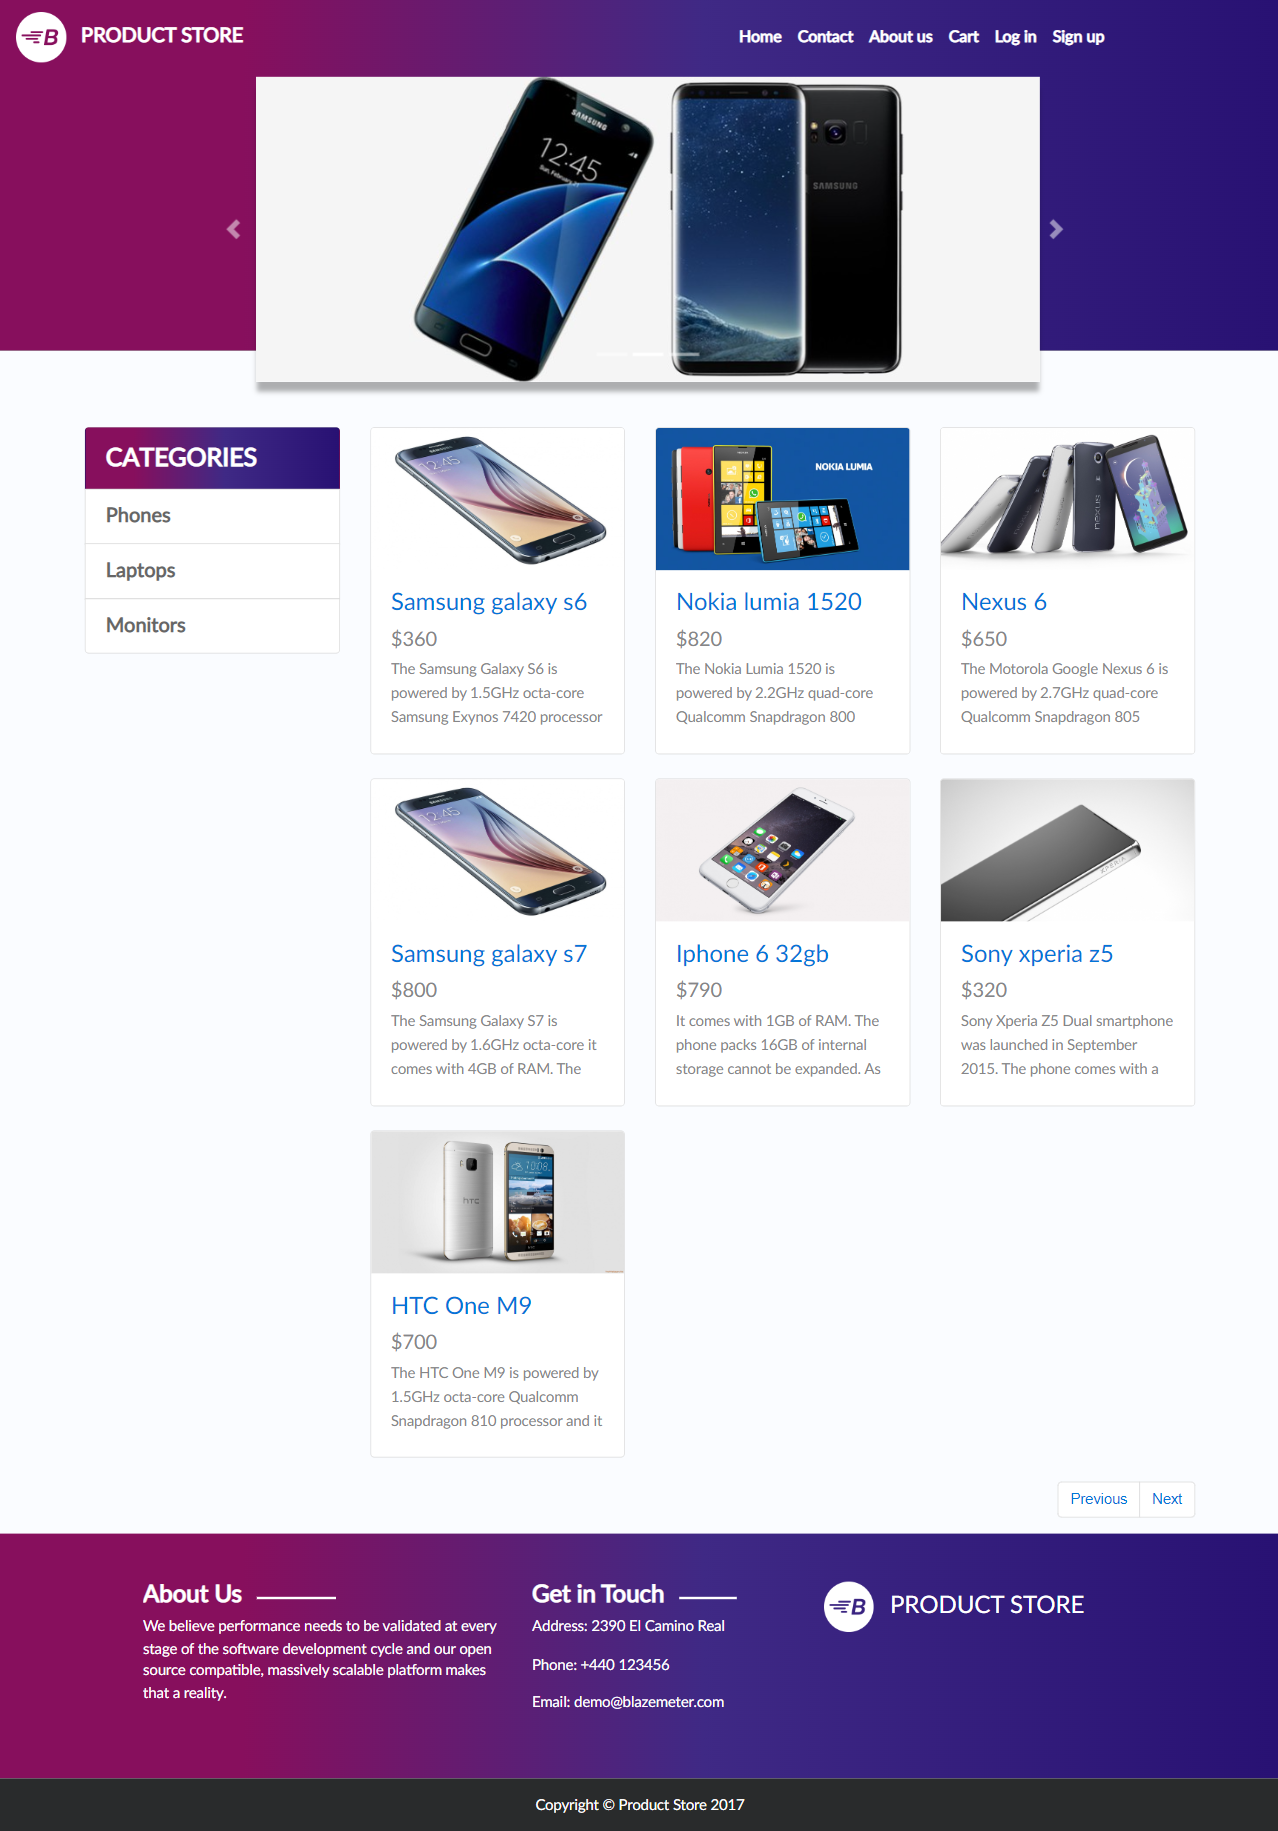 B PRODUCT STORE
Home Contact About us Cart Log in Sign up
SAMSUNG
12:45
SAMSUNG
CATEGORIES
Phones
Laptops
Monitors
12:45
Samsung galaxy s6
$360
The Samsung Galaxy S6 is
powered by 1.5GHz octa-core
Samsung Exynos 7420 processor
NOKIA LUMIA
Nokia lumia 1520
$820
The Nokia Lumia 1520 is
powered by 2.2GHz quad-core
Qualcomm Snapdragon 800
nexus
Nexus 6
$650
The Motorola Google Nexus 6 is
powered by 2.7GHz quad-core
Qualcomm Snapdragon 805
12:45
Samsung galaxy s7
$800
The Samsung Galaxy S7 is
powered by 1.6GHz octa-core it
comes with 4GB of RAM. The
Iphone 6 32gb
$790
It comes with 1GB of RAM. The
phone packs 16GB of internal
storage cannot be expanded. As
XPERIA
Sony xperia z5
$320
Sony Xperia Z5 Dual smartphone
was launched in September
2015. The phone comes with a
hTC
10:08
HTC One M9
$700
The HTC One M9 is powered by
1.5GHz octa-core Qualcomm
Snapdragon 810 processor and it
Previous Next
About Us
We believe performance needs to be validated at every
stage of the software development cycle and our open
source compatible, massively scalable platform makes
that a reality.
Get in Touch
Address: 2390 El Camino Real
Phone: +440 123456
Email: demo@blazemeter.com
B PRODUCT STORE
Copyright © Product Store 2017